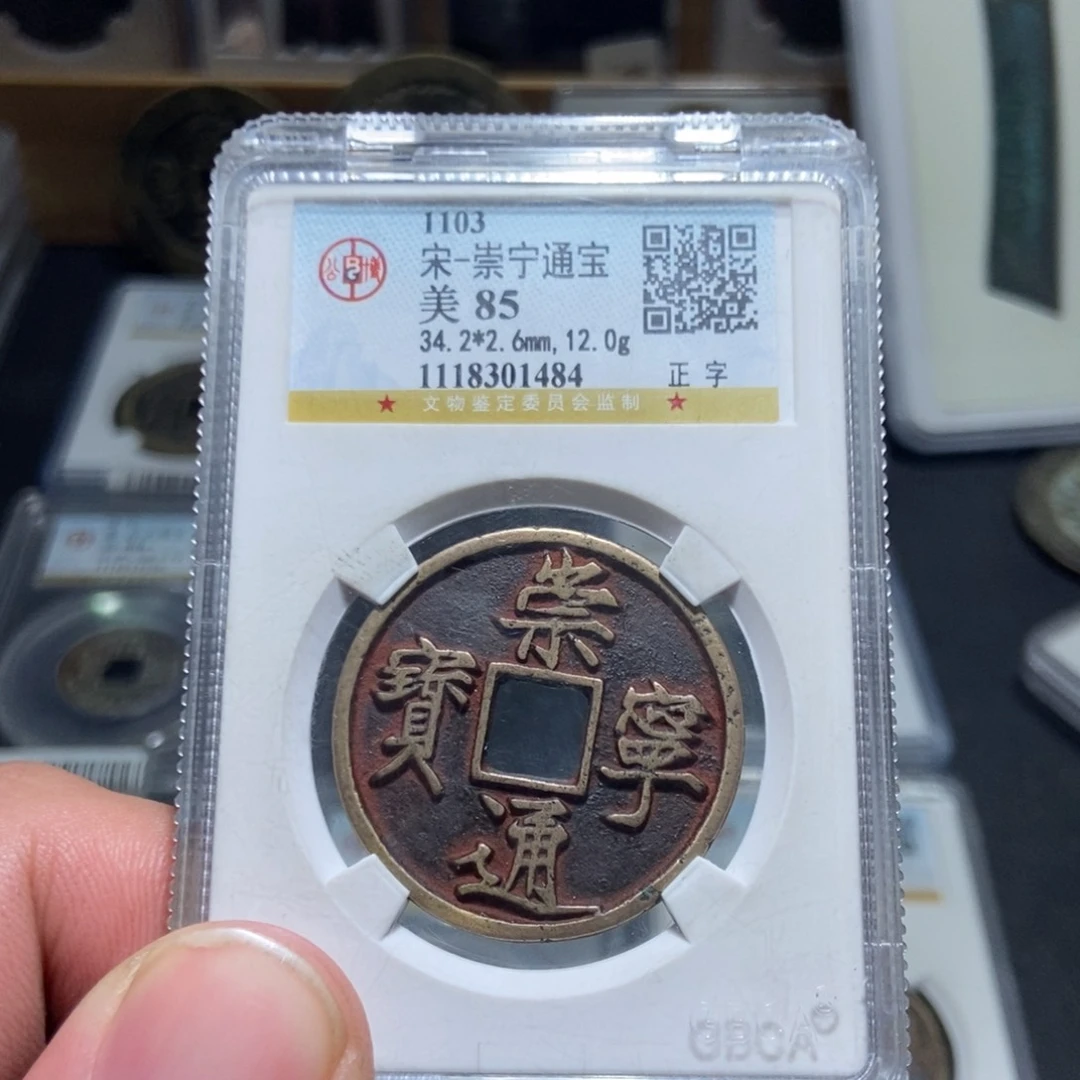 1103
宋-崇宁通宝
美 85
34.2*2.6mm, 12.0g
1118301484 正字
★ 文物鉴定委员会监制 ★
崇
寧
通
寶
GBCA